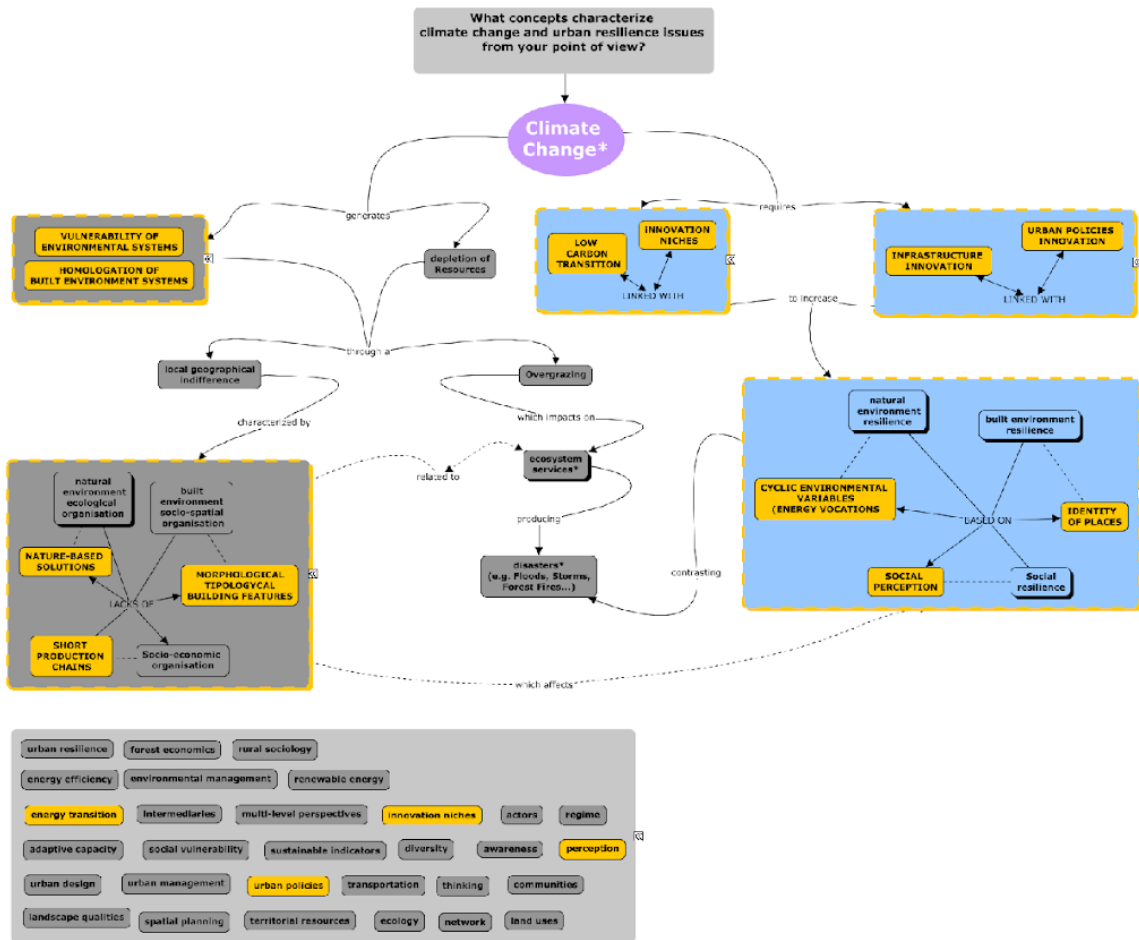 What concepts characterize
climate change and urban resilience issues
from your point of view?
Climate
Change*
generates
requires
VULNERABILITY OF
ENVIRONMENTAL SYSTEMS
HOMOLOGATION OF
BUILT ENVIRONMENT SYSTEMS
depletion of
Resources
LOW
CARBON
TRANSITION
INNOVATION
NICHES
LINKED WITH
INFRASTRUCTURE
INNOVATION
URBAN POLICIES
INNOVATION
LINKED WITH
to increase
through a
local geographical
indifference
Overgrazing
characterized by
which impacts on
related to
ecosystem
services*
producing
disasters*
(e.g. Floods, Storms,
Forest Fires...)
contrasting
natural
environment
resilience
built environment
resilience
CYCLIC ENVIRONMENTAL
VARIABLES
(ENERGY VOCATIONS
BASED ON
IDENTITY
OF PLACES
SOCIAL
PERCEPTION
Social
resilience
natural
environment
ecological
organisation
built
environment
socio-spatial
organisation
NATURE-BASED
SOLUTIONS
MORPHOLOGICAL
TIPOLOGYCAL
BUILDING FEATURES
LACKS OF
SHORT
PRODUCTION
CHAINS
Socio-economic
organisation
which affects
urban resilience forest economics rural sociology
energy efficiency environmental management renewable energy
energy transition intermediaries multi-level perspectives innovation niches actors regime
adaptive capacity social vulnerability sustainable indicators diversity awareness perception
urban design urban management urban policies transportation thinking communities
landscape qualities spatial planning territorial resources ecology network land uses